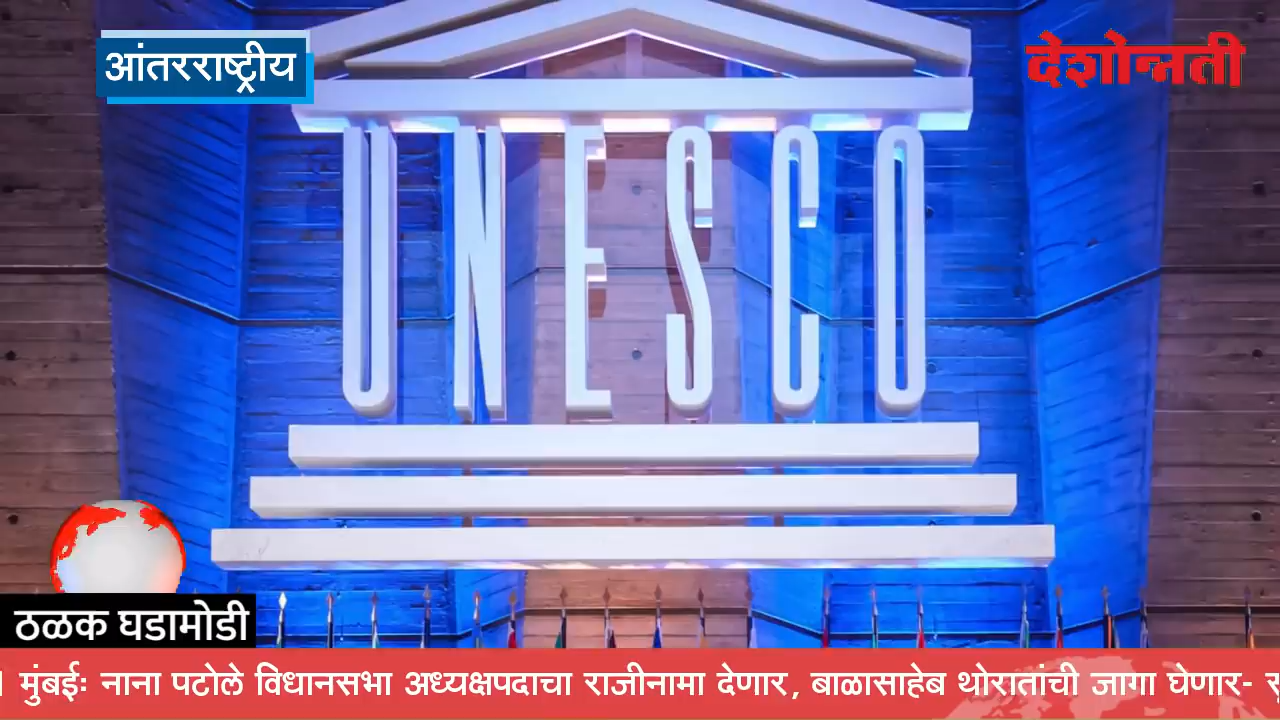 आंतरराष्ट्रीय
देशोन्नती
UNESCO
ठळक घडामोडी
मुंबईः नाना पटोले विधानसभा अध्यक्षपदाचा राजीनामा देणार, बाळासाहेब थोरातांची जागा घेणार-